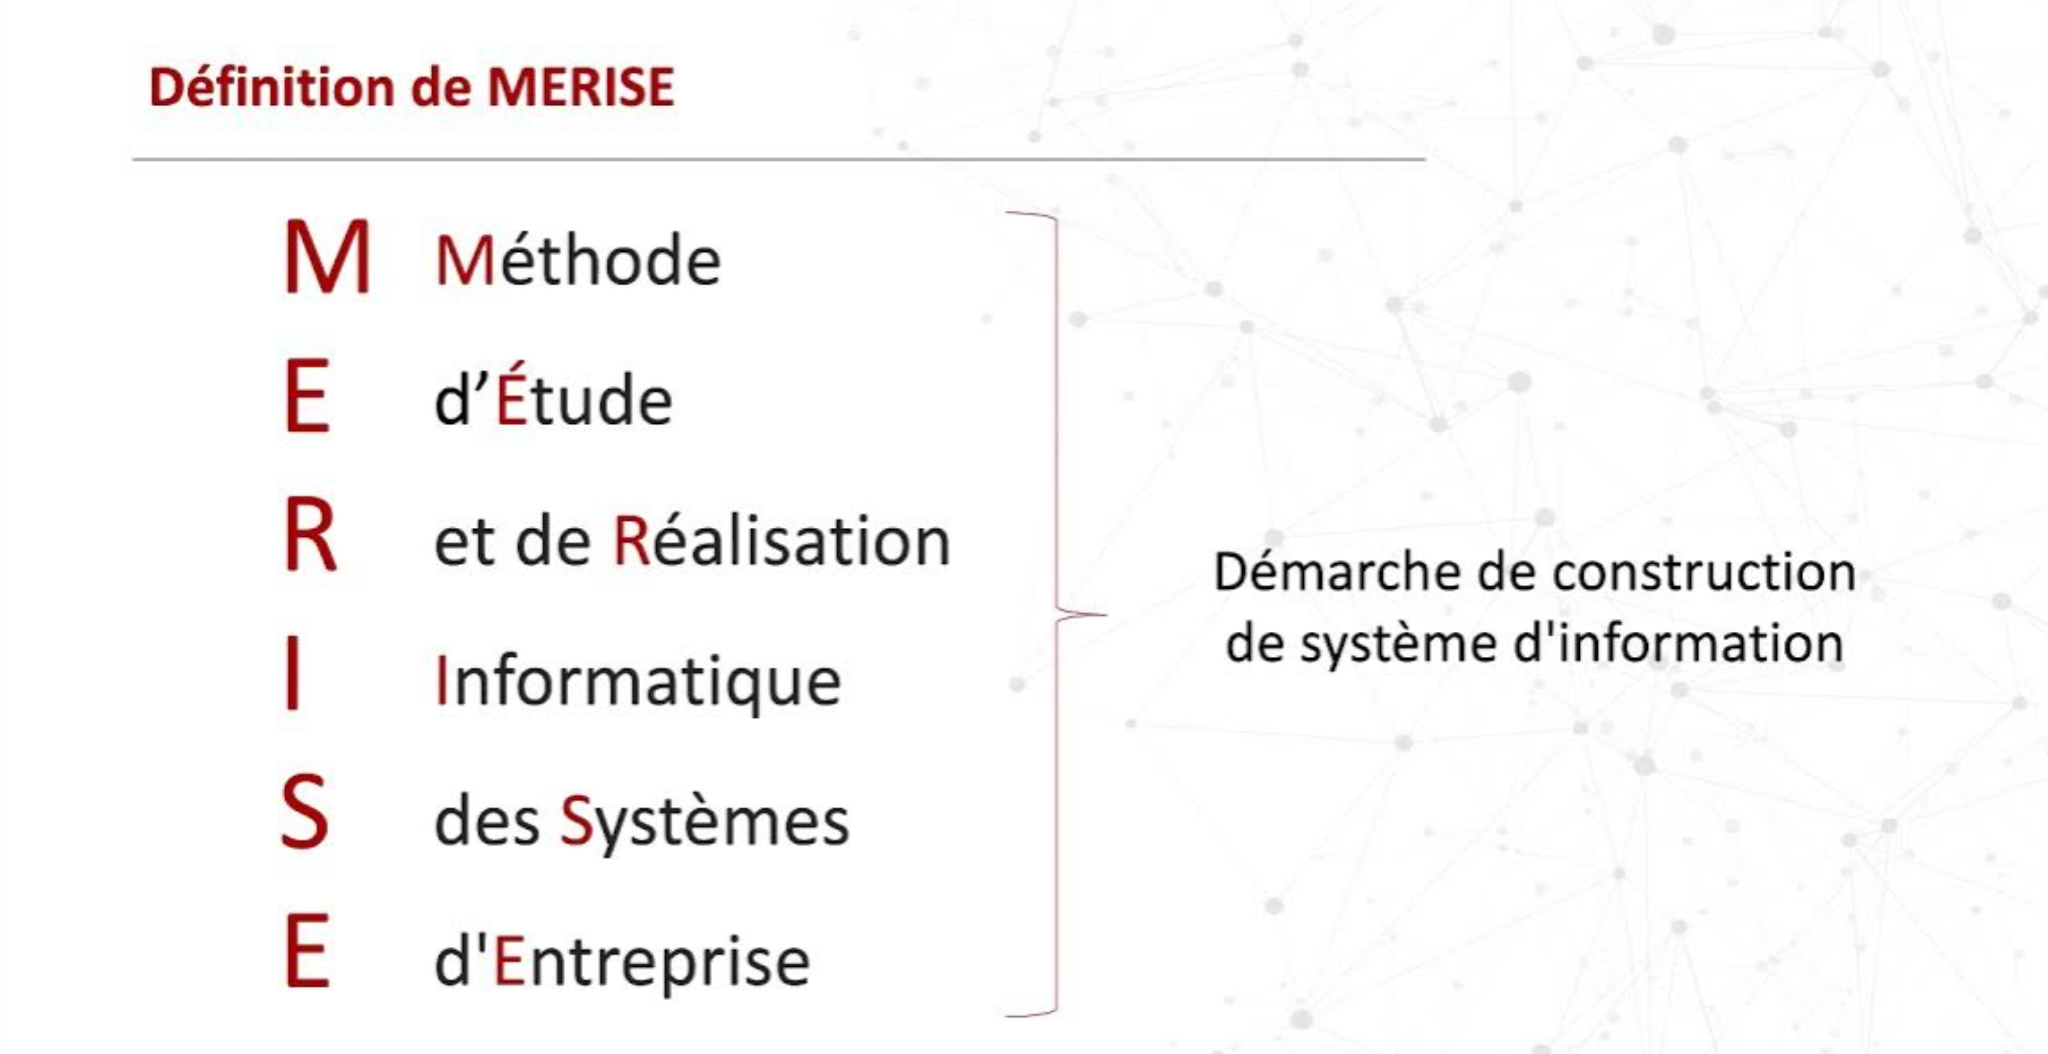 Définition de MERISE
M Méthode
E d’Étude
R et de Réalisation
I Informatique
S des Systèmes
E d'Entreprise
Démarche de construction
de système d'information